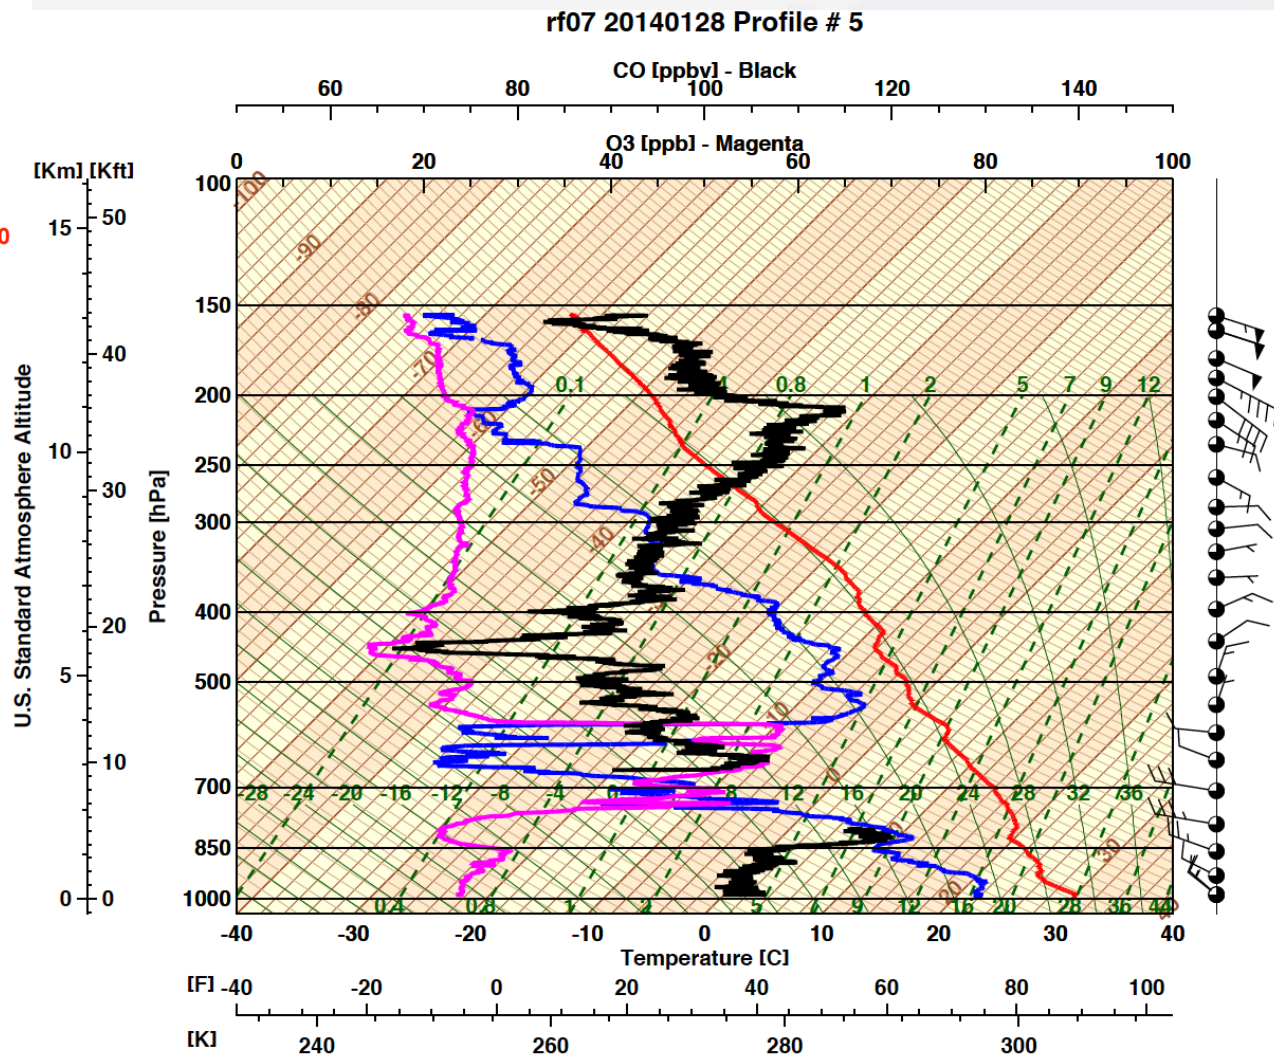 rf07 20140128 Profile # 5
CO [ppbv] - Black
60 80 100 120 140
O3 [ppb] - Magenta
0 20 40 60 80 100
[Km] [Kft]
0
15 50
40
10
30
20
5
10
0 0
U.S. Standard Atmosphere Altitude
Pressure [hPa]
100
150
200
250
300
400
500
700
850
1000
-100
-90
-80
-70
-60
-50
-40
-20
10
0
20
30
40
0.1 0.8 1 2 5 7 9 12
-28 -24 -20 -16 -12 -8 -4 0 8 12 16 20 24 28 32 36
0.4 0.8 1 2 5 7 9 12 16 20 28 36 44
-40 -30 -20 -10 0 10 20 30 40
Temperature [C]
[F] -40 -20 0 20 40 60 80 100
[K] 240 260 280 300